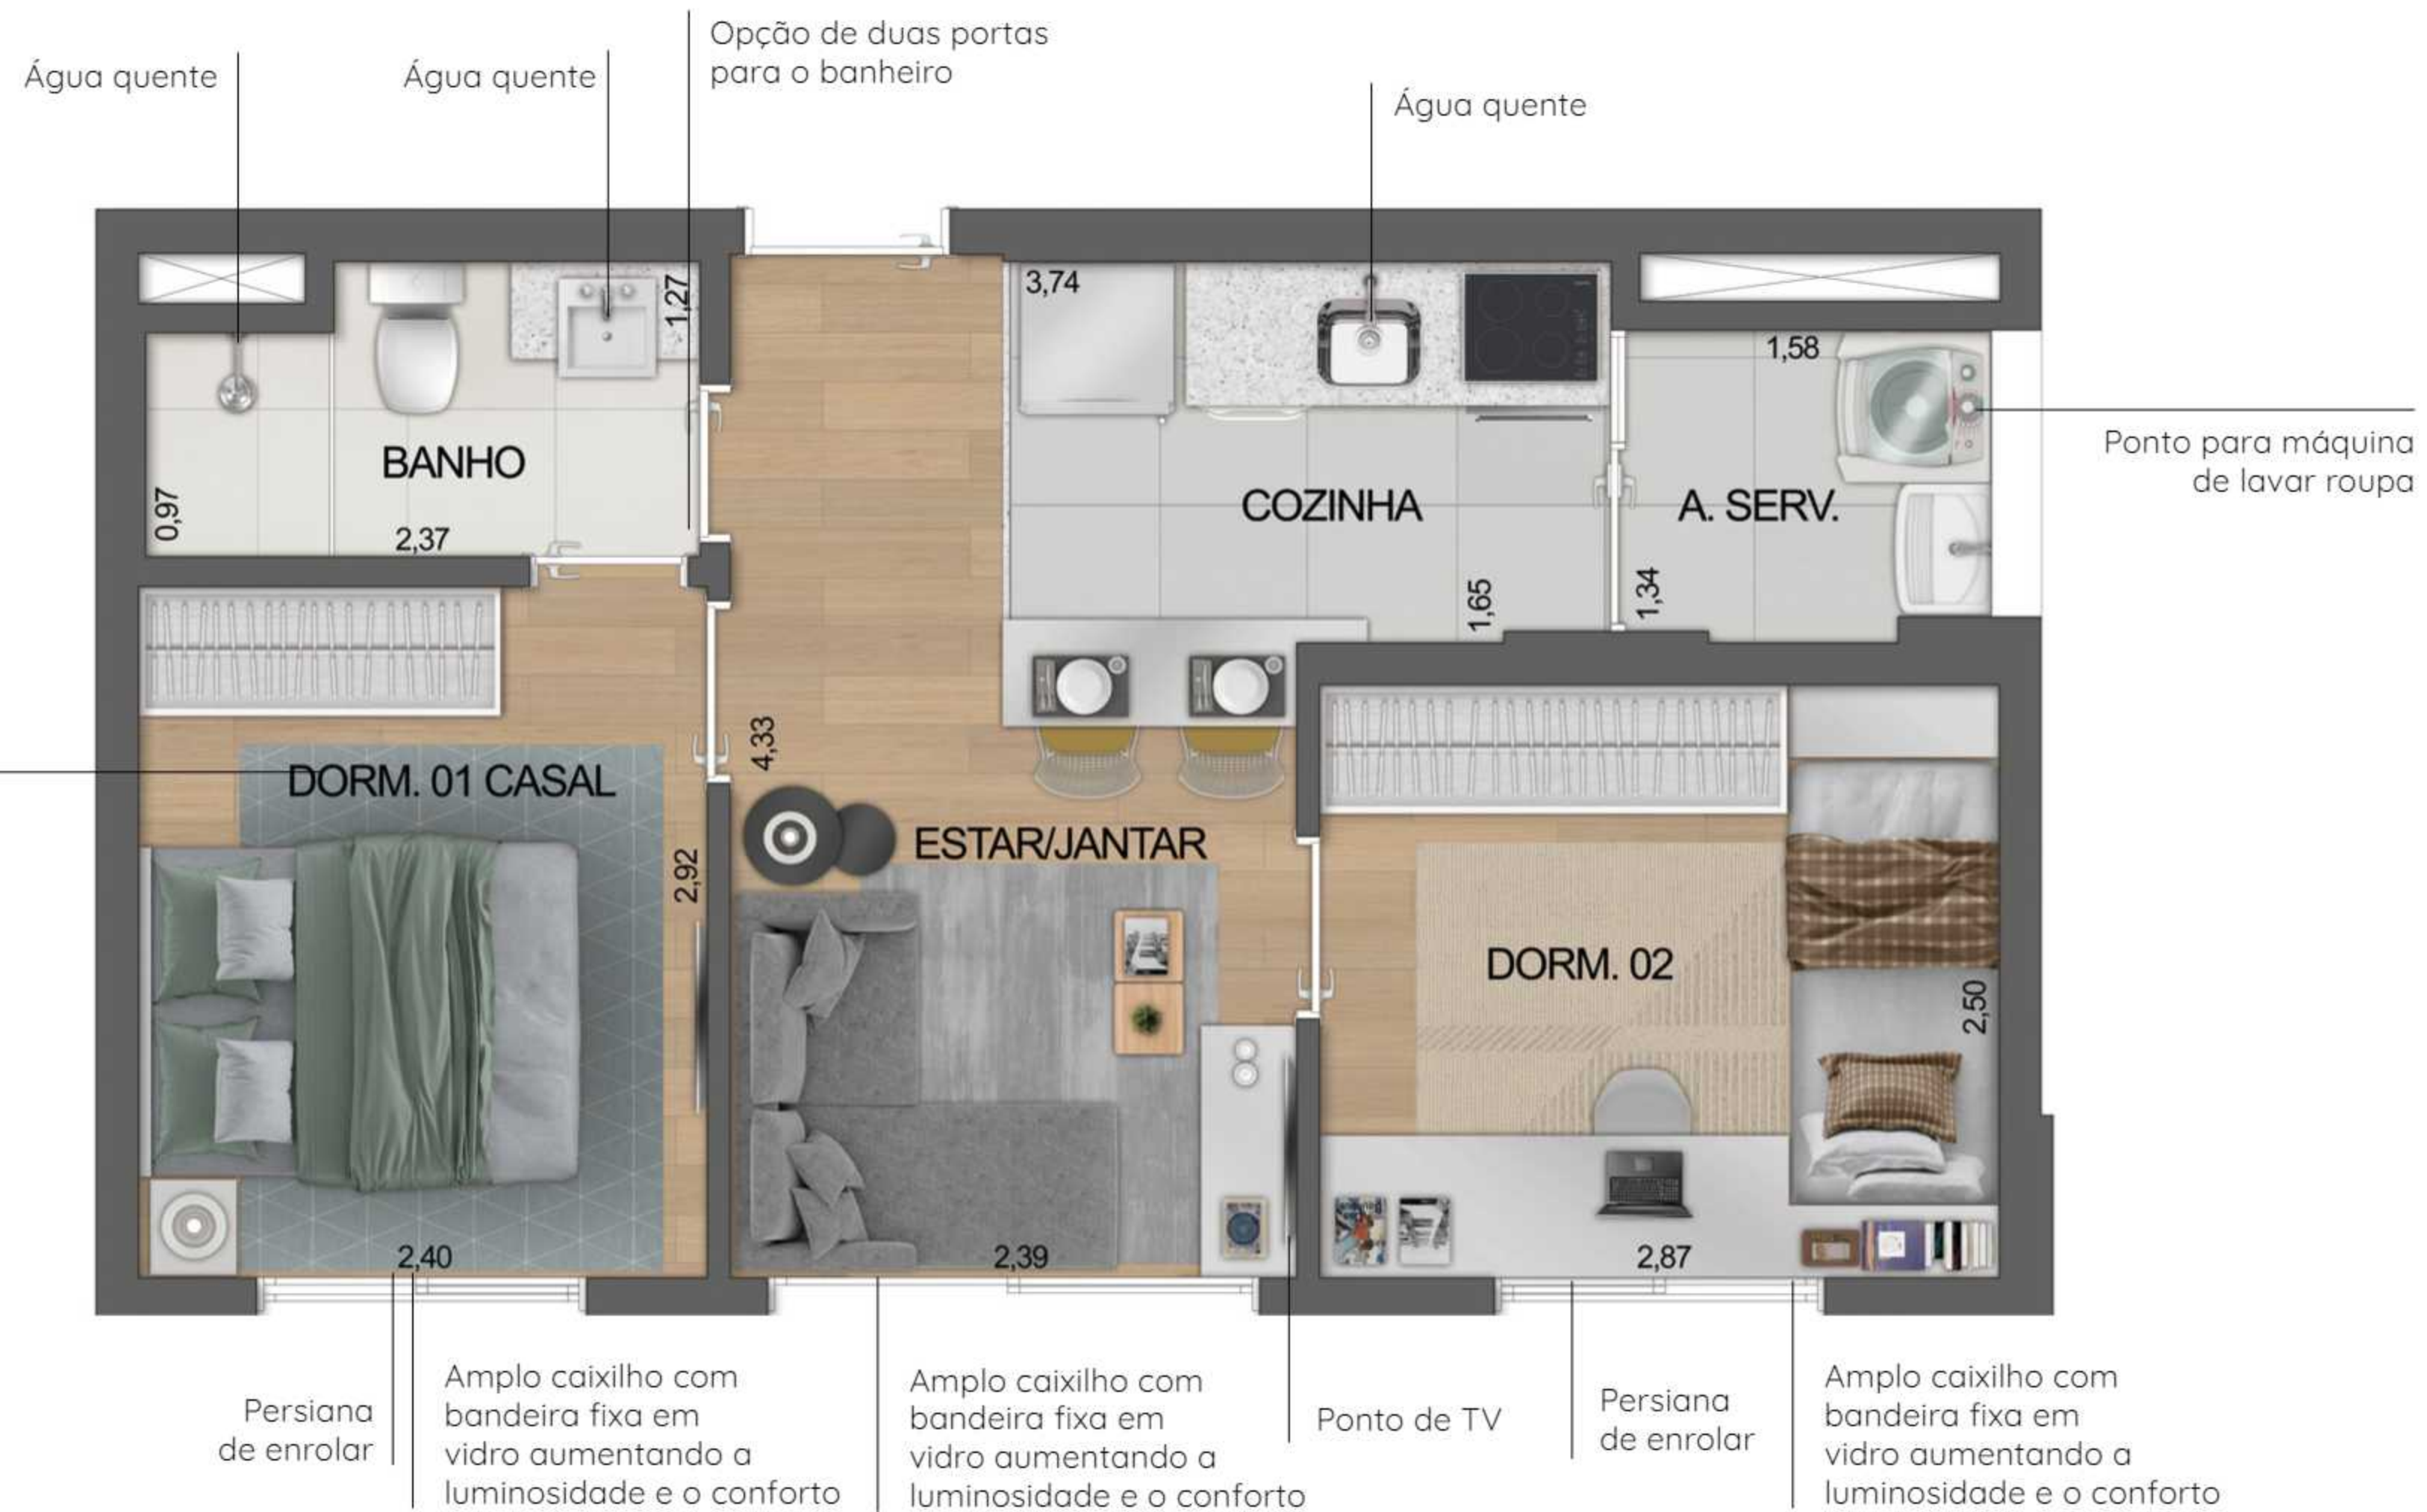 Opção de duas portas
para o banheiro
Água quente
Água quente
Água quente
3,74
1,27
1,58
Ponto para máquina
de lavar roupa
BANHO
COZINHA
A. SERV.
0,97
2,37
1,65
1,34
4,33
DORM. 01 CASAL
ESTAR/JANTAR
2,92
DORM. 02
2,50
2,40
2,39
2,87
Persiana
de enrolar
Amplo caixilho com
bandeira fixa em
vidro aumentando a
luminosidade e o conforto
Amplo caixilho com
bandeira fixa em
vidro aumentando a
luminosidade e o conforto
Ponto de TV
Persiana
de enrolar
Amplo caixilho com
bandeira fixa em
vidro aumentando a
luminosidade e o conforto